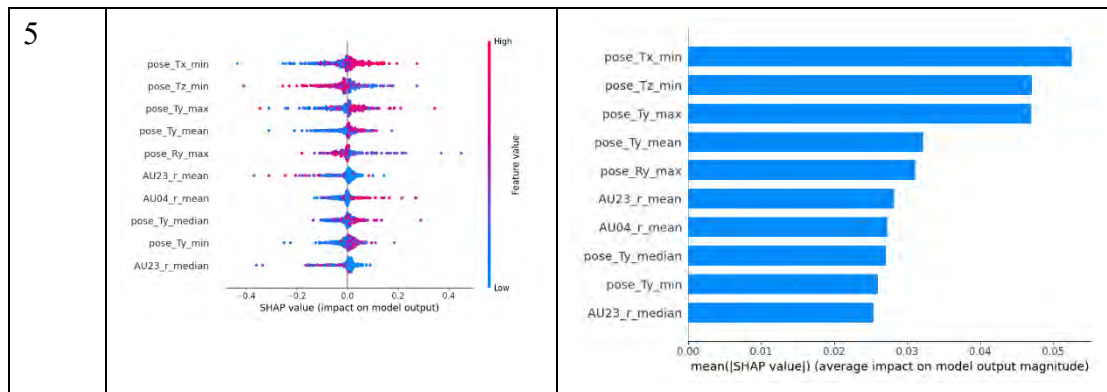 5
High
pose_Tx_min
pose_Tz_min
pose_Ty_max
pose_Ty_mean
pose_Ry_max
AU23_r_mean
AU04_r_mean
pose_Ty_median
pose_Ty_min
AU23_r_median
Feature value
Low
−0.4 −0.2 0.0 0.2 0.4
SHAP value (impact on model output)
pose_Tx_min
pose_Tz_min
pose_Ty_max
pose_Ty_mean
pose_Ry_max
AU23_r_mean
AU04_r_mean
pose_Ty_median
pose_Ty_min
AU23_r_median
0.00 0.01 0.02 0.03 0.04 0.05
mean(|SHAP value|) (average impact on model output magnitude)